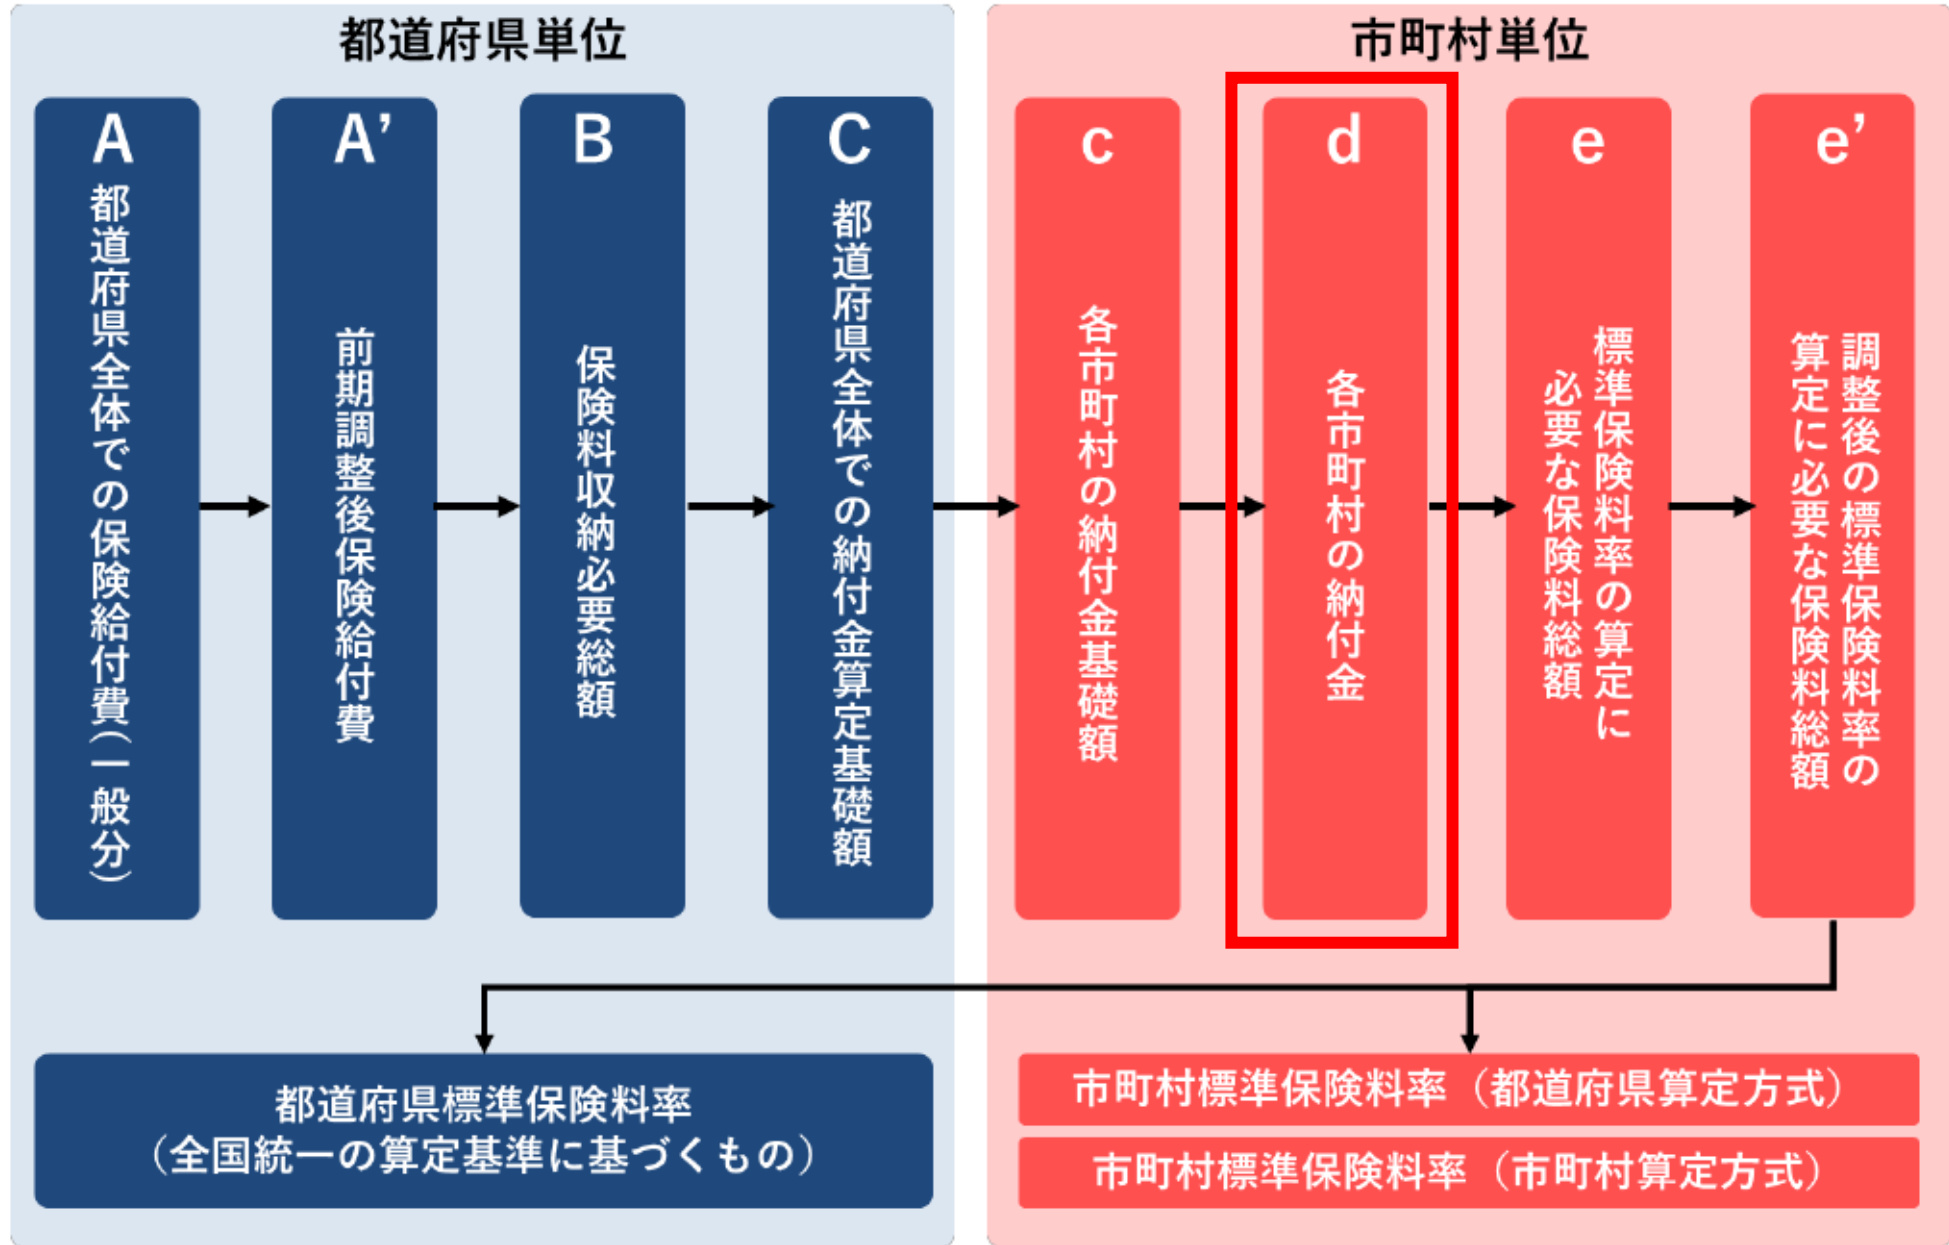 都道府県単位
A
都道府県全体での保険給付費(一般分)
A’
前期調整後保険給付費
B
保険料収納必要総額
C
都道府県全体での納付金算定基礎額
市町村単位
c
各市町村の納付金基礎額
d
各市町村の納付金
e
標準保険料率の算定に
必要な保険料総額
e’
調整後の標準保険料率の
算定に必要な保険料総額
都道府県標準保険料率
（全国統一の算定基準に基づくもの）
市町村標準保険料率（都道府県算定方式）
市町村標準保険料率（市町村算定方式）